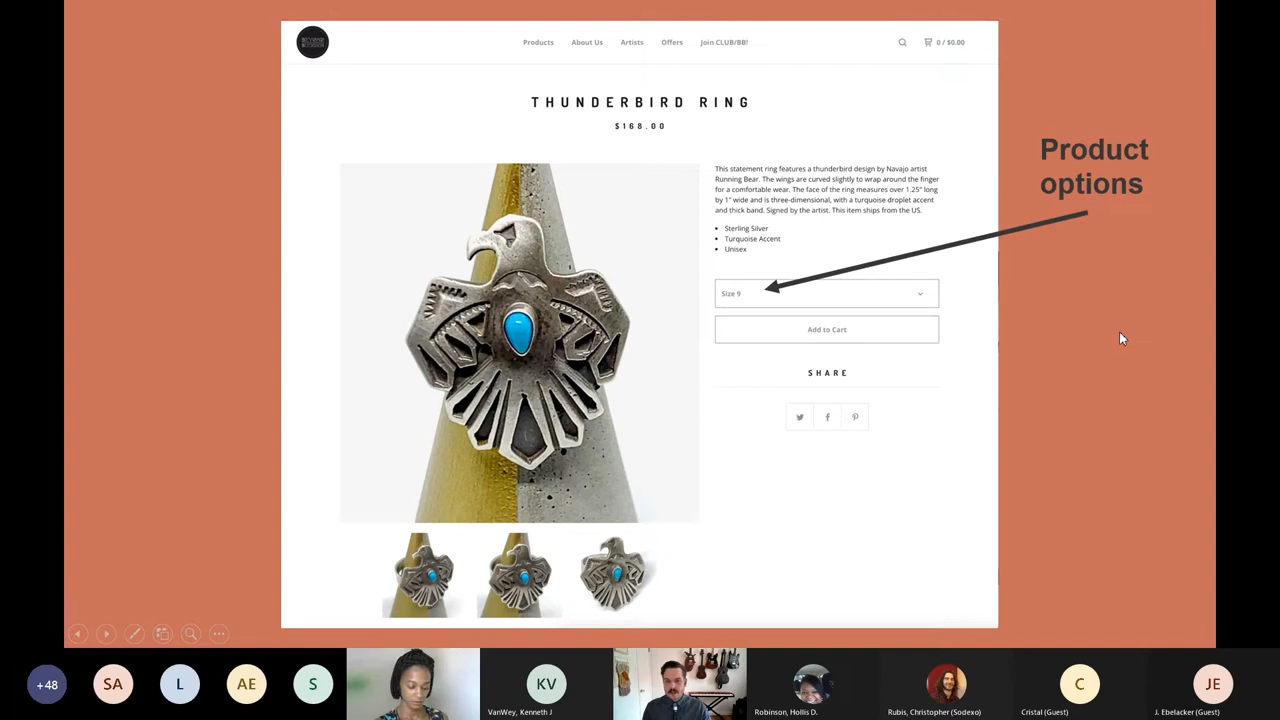 Products About Us Artists Offers Join CLUB/BB! 0 / $0.00
THUNDERBIRD RING
$168.00
This statement ring features a thunderbird design by Navajo artist
Running Bear. The wings are curved slightly to wrap around the finger
for a comfortable wear. The face of the ring measures over 1.25" long
by 1" wide and is three-dimensional, with a turquoise droplet accent
and thick band. Signed by the artist. This item ships from the US.
• Sterling Silver
• Turquoise Accent
• Unisex
Size 9
Add to Cart
SHARE
Product
options
+48 SA L AE S KV C JE
VanWey, Kenneth J Robinson, Hollis D. Rubis, Christopher (Sodexo) Cristal (Guest) J. Ebelacker (Guest)